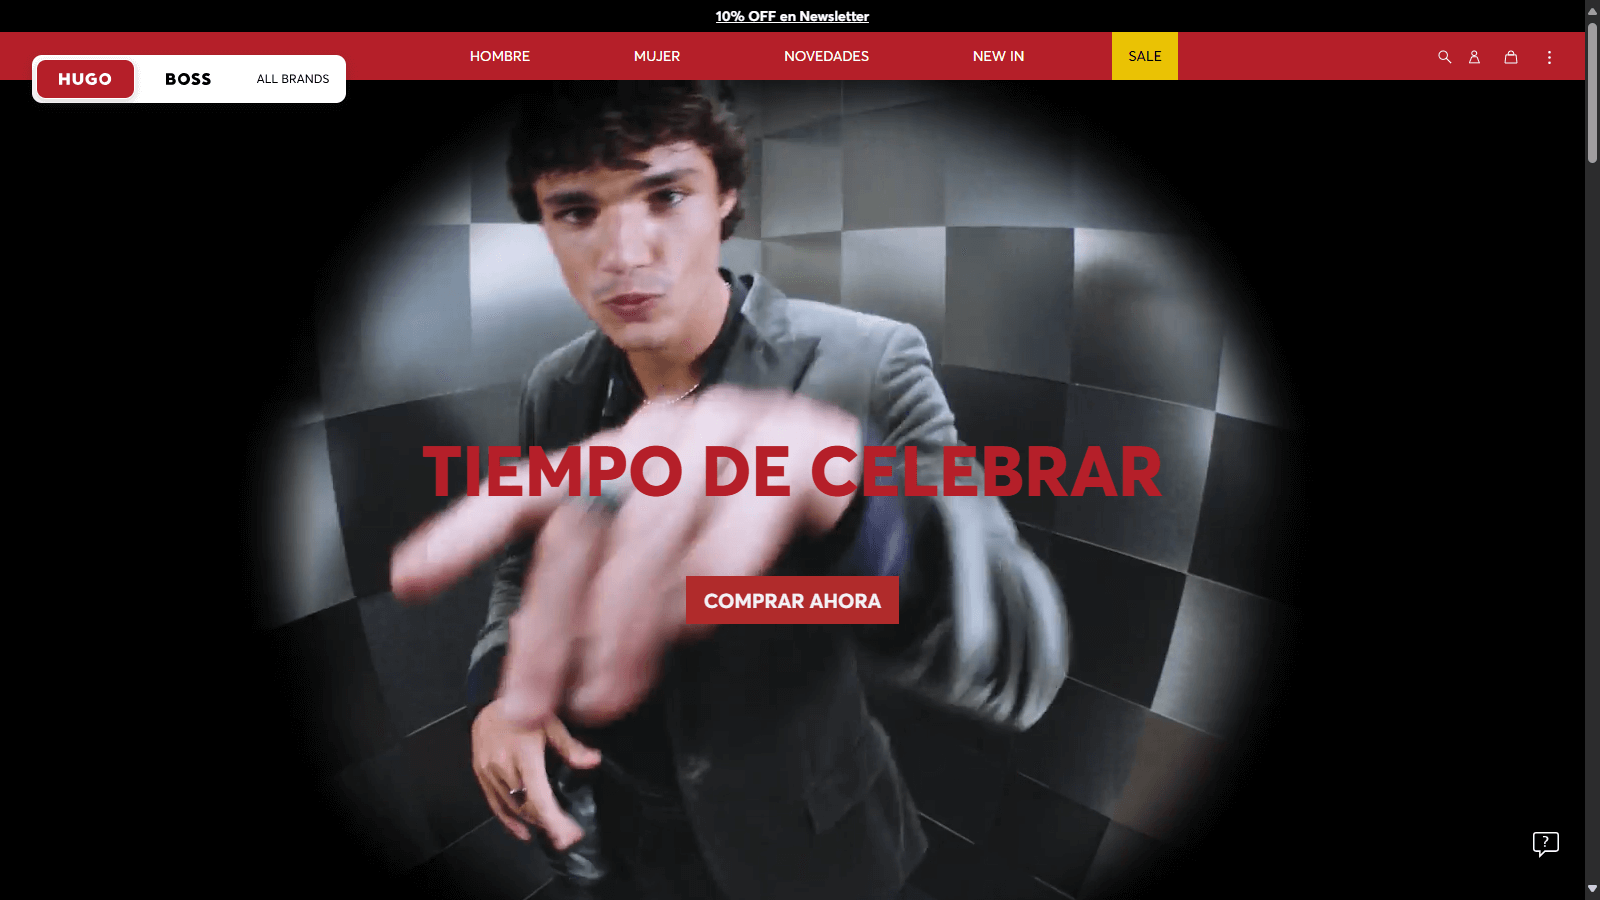 10% OFF en Newsletter
HOMBRE MUJER NOVEDADES NEW IN SALE
HUGO BOSS ALL BRANDS
TIEMPO DE CELEBRAR
COMPRAR AHORA
?